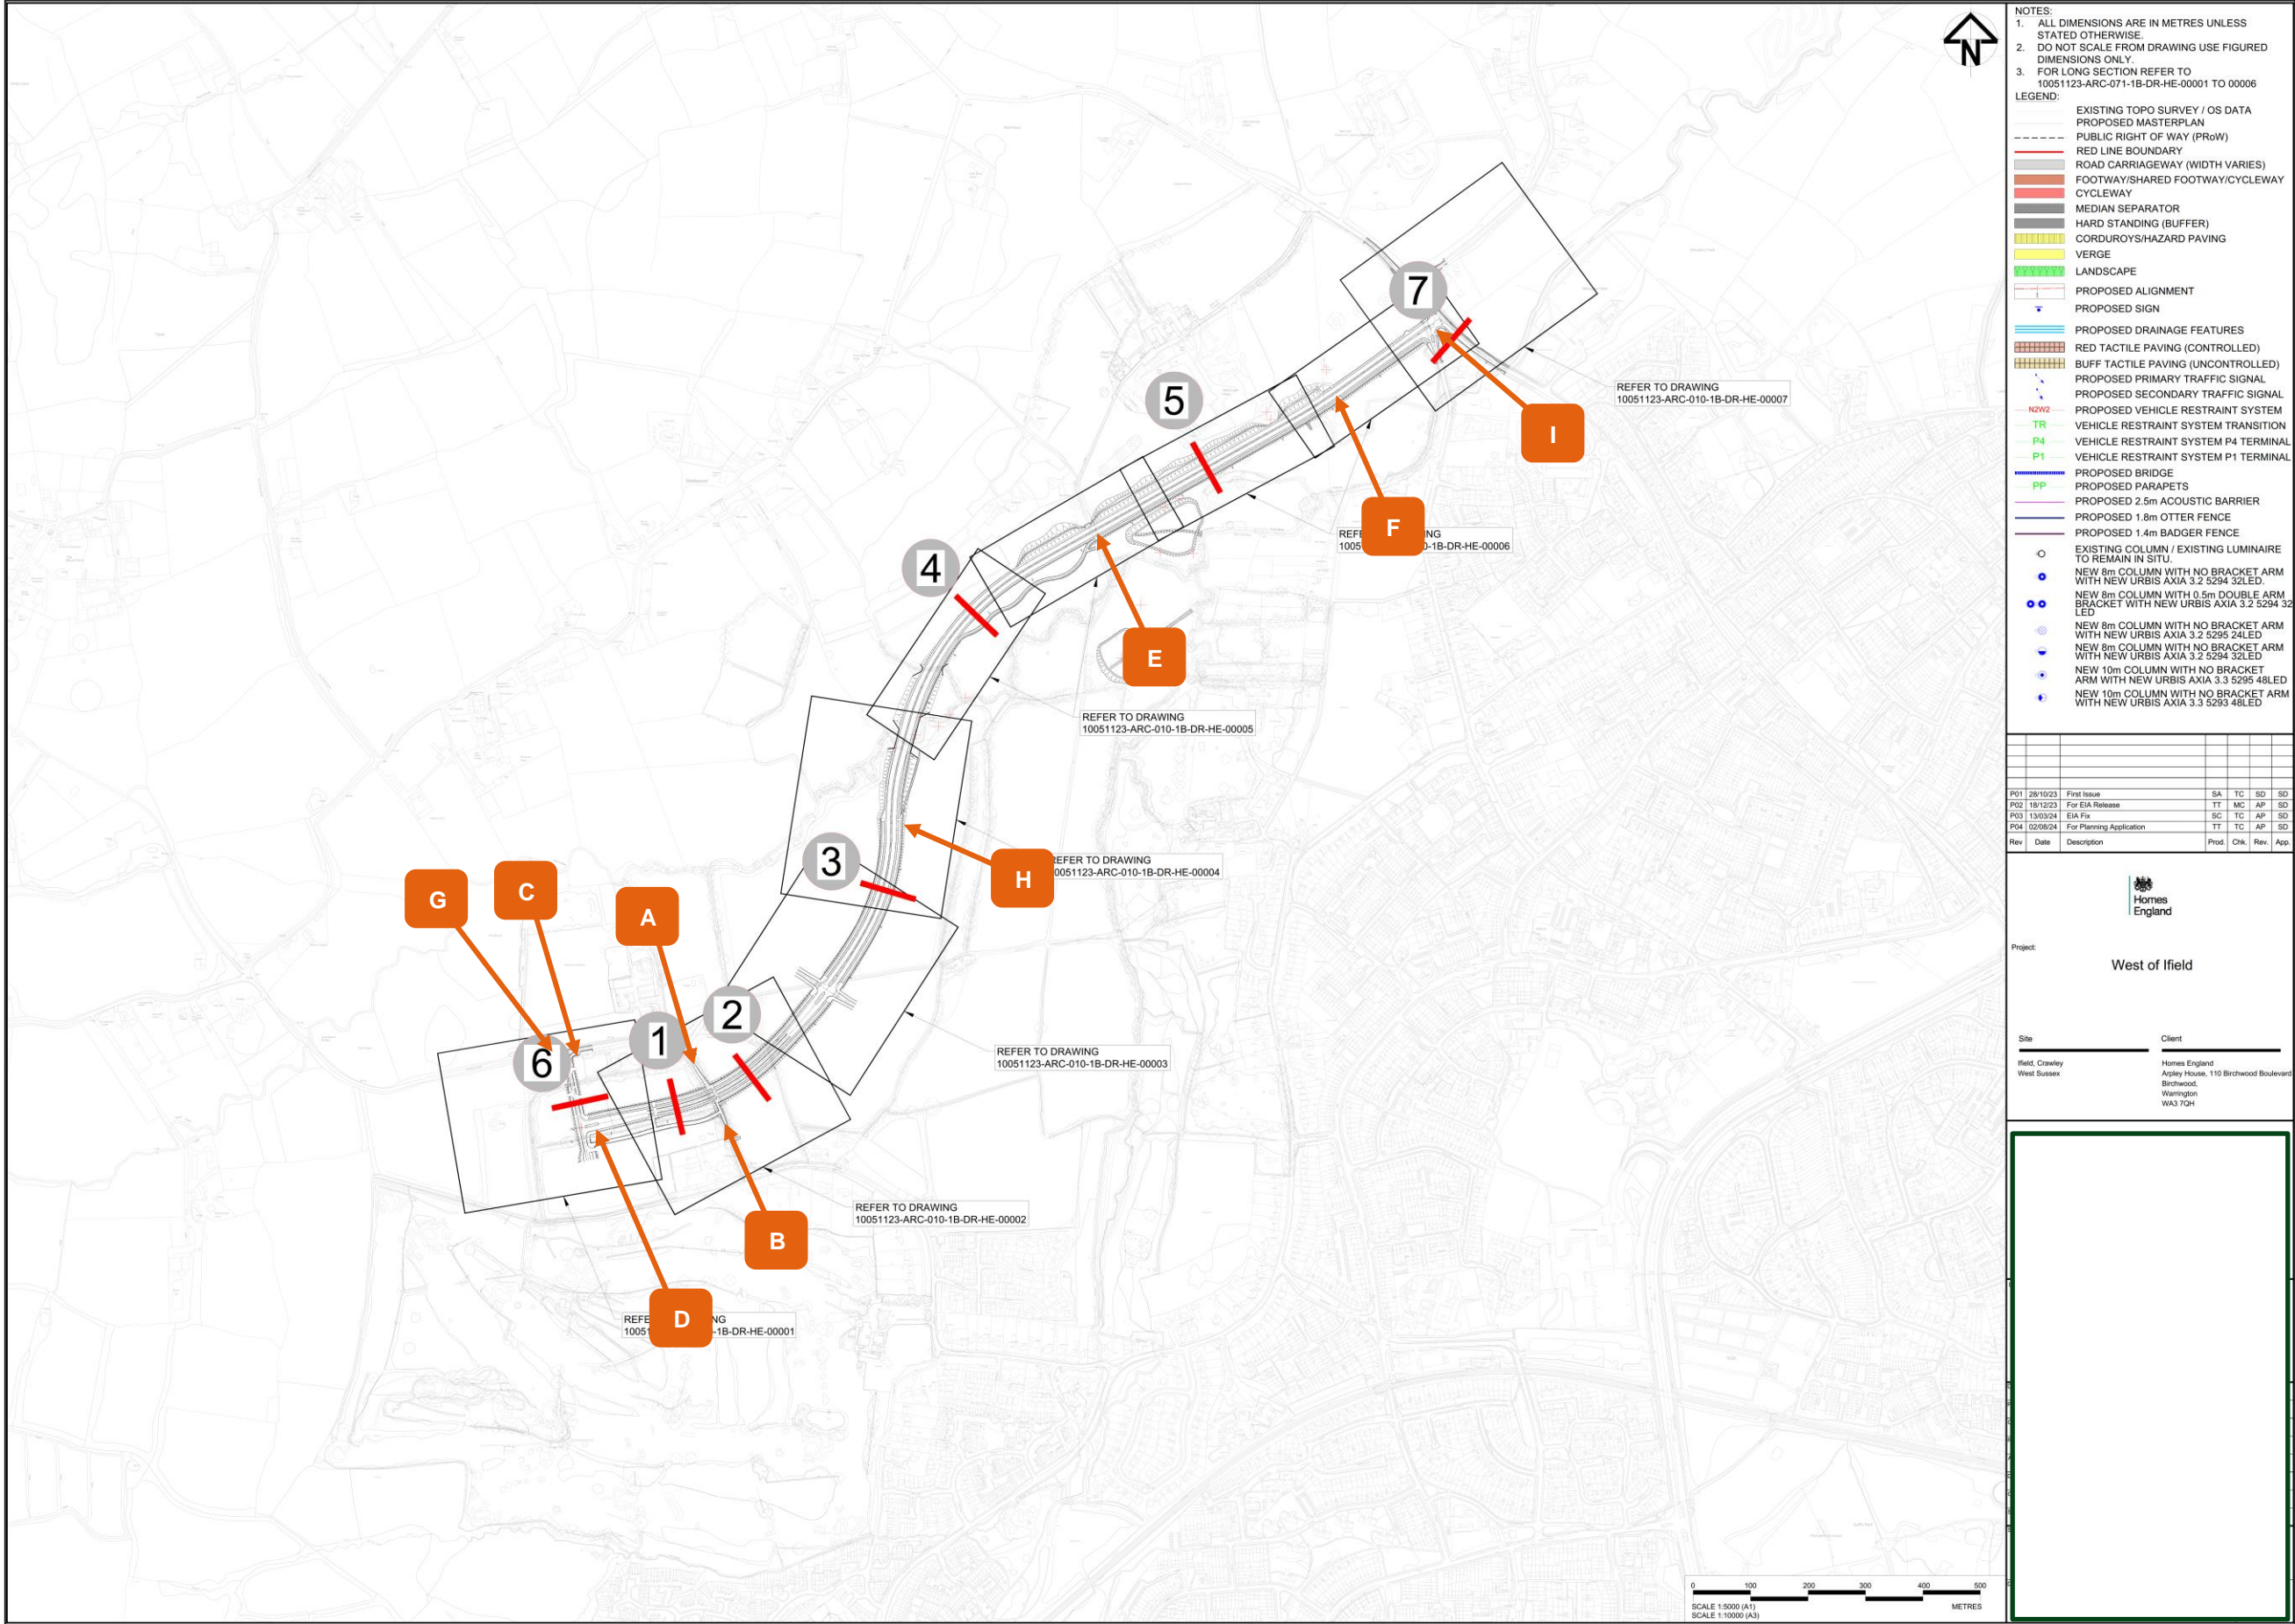 NOTES:
1. ALL DIMENSIONS ARE IN METRES UNLESS
STATED OTHERWISE.
2. DO NOT SCALE FROM DRAWING USE FIGURED
DIMENSIONS ONLY.
3. FOR LONG SECTION REFER TO
10051123-ARC-071-1B-DR-HE-00001 TO 00006
LEGEND:
EXISTING TOPO SURVEY / OS DATA
PROPOSED MASTERPLAN
PUBLIC RIGHT OF WAY (PRoW)
RED LINE BOUNDARY
ROAD CARRIAGEWAY (WIDTH VARIES)
FOOTWAY/SHARED FOOTWAY/CYCLEWAY
CYCLEWAY
MEDIAN SEPARATOR
HARD STANDING (BUFFER)
CORDUROYS/HAZARD PAVING
VERGE
LANDSCAPE
PROPOSED ALIGNMENT
PROPOSED SIGN
PROPOSED DRAINAGE FEATURES
RED TACTILE PAVING (CONTROLLED)
BUFF TACTILE PAVING (UNCONTROLLED)
PROPOSED PRIMARY TRAFFIC SIGNAL
PROPOSED SECONDARY TRAFFIC SIGNAL
N2W2 PROPOSED VEHICLE RESTRAINT SYSTEM
TR VEHICLE RESTRAINT SYSTEM TRANSITION
P4 VEHICLE RESTRAINT SYSTEM P4 TERMINAL
P1 VEHICLE RESTRAINT SYSTEM P1 TERMINAL
PROPOSED BRIDGE
PP PROPOSED PARAPETS
PROPOSED 2.5m ACOUSTIC BARRIER
PROPOSED 1.8m OTTER FENCE
PROPOSED 1.4m BADGER FENCE
EXISTING COLUMN / EXISTING LUMINAIRE
TO REMAIN IN SITU.
NEW 8m COLUMN WITH NO BRACKET ARM
WITH NEW URBIS AXIA 3.2 5294 32LED.
NEW 8m COLUMN WITH 0.5m DOUBLE ARM
BRACKET WITH NEW URBIS AXIA 3.2 5294 32
LED
NEW 8m COLUMN WITH NO BRACKET ARM
WITH NEW URBIS AXIA 3.2 5295 24LED
NEW 8m COLUMN WITH NO BRACKET ARM
WITH NEW URBIS AXIA 3.2 5294 32LED
NEW 10m COLUMN WITH NO BRACKET
ARM WITH NEW URBIS AXIA 3.3 5295 48LED
NEW 10m COLUMN WITH NO BRACKET ARM
WITH NEW URBIS AXIA 3.3 5293 48LED
P01 28/10/23 First Issue SA TC SD SD
P02 18/12/23 For EIA Release TT MC AP SD
P03 13/03/24 EIA Fix SC TC AP SD
P04 02/08/24 For Planning Application TT TC AP SD
Rev Date Description Prod. Chk. Rev. App.
Homes
England
Project:
West of Ifield
Site
Ifield, Crawley
West Sussex
Client
Homes England
Arpley House, 110 Birchwood Boulevard
Birchwood,
Warrington
WA3 7QH
N
7
I
REFER TO DRAWING
10051123-ARC-010-1B-DR-HE-00007
5
F
REFE NG
1005 0-1B-DR-HE-00006
4
E
REFER TO DRAWING
10051123-ARC-010-1B-DR-HE-00005
3
H
REFER TO DRAWING
0051123-ARC-010-1B-DR-HE-00004
G
C
A
2
1
6
REFER TO DRAWING
10051123-ARC-010-1B-DR-HE-00003
REFER TO DRAWING
10051123-ARC-010-1B-DR-HE-00002
B
D
REFE NG
1005 -1B-DR-HE-00001
0 100 200 300 400 500
SCALE 1:5000 (A1) METRES
SCALE 1:10000 (A3)